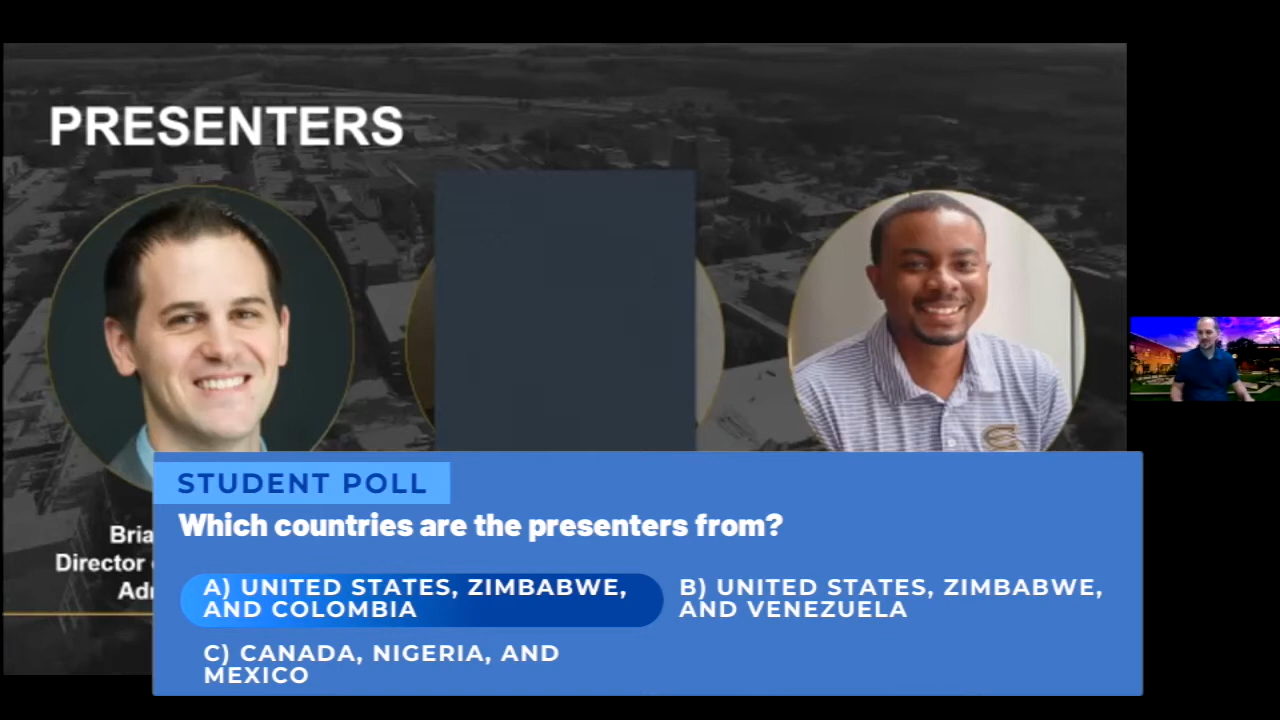 PRESENTERS
Director
STUDENT POLL
Which countries are the presenters from?
A) UNITED STATES, ZIMBABWE,
AND COLOMBIA
B) UNITED STATES, ZIMBABWE,
AND VENEZUELA
C) CANADA, NIGERIA, AND
MEXICO